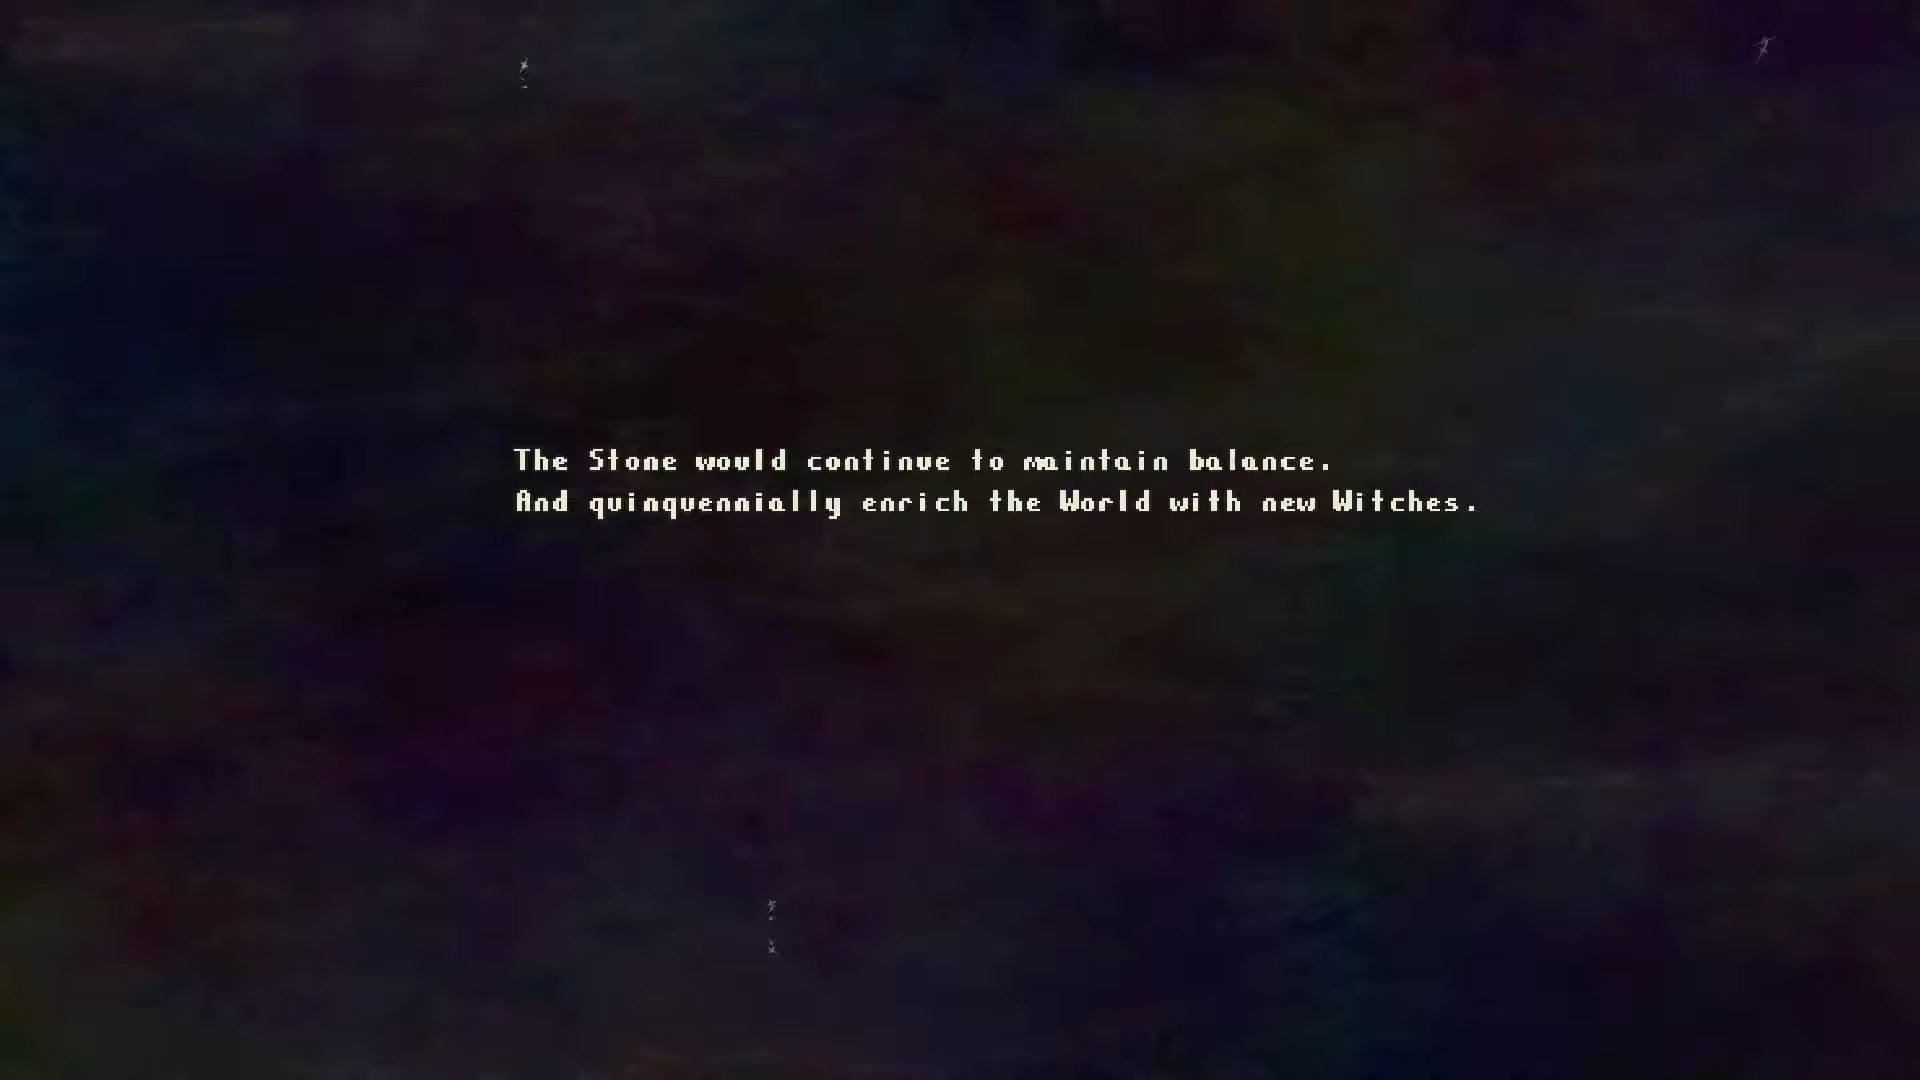 The Stone would continue to maintain balance.
And quinquennially enrich the World with new Witches.